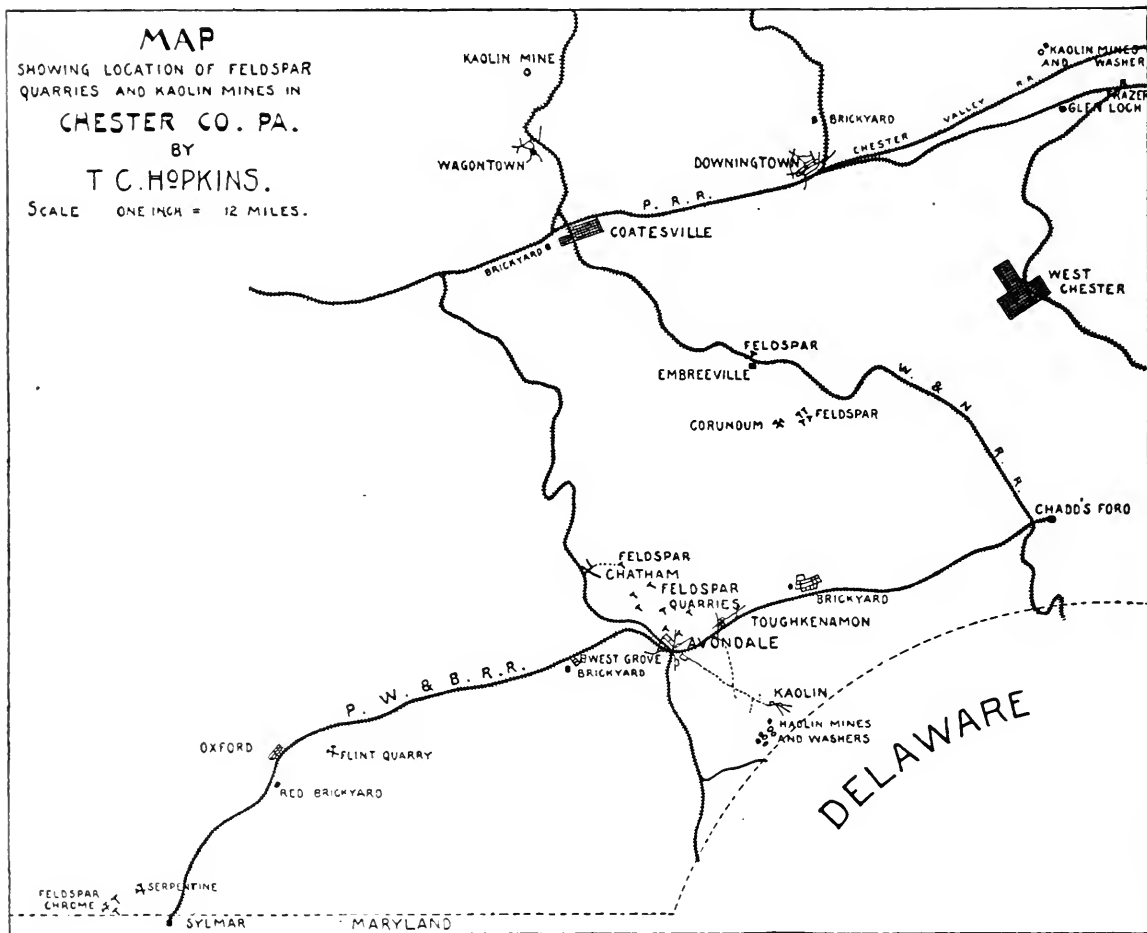 MAP
SHOWING LOCATION OF FELDSPAR
QUARRIES AND KAOLIN MINES IN
CHESTER CO. PA.
BY
T C. HOPKINS.
SCALE ONE INCH = 12 MILES.
KAOLIN MINE
WAGONTOWN
BRICKYARD
DOWNINGTOWN
CHESTER VALLEY R.R.
KAOLIN MINES
AND WASHER
FRAZER
GLEN LOCH
P. R. R.
COATESVILLE
BRICKYARD
WEST
CHESTER
FELDSPAR
EMBREEVILLE
W. & N. R. R.
CORUNDUM
FELDSPAR
CHADD'S FORD
FELDSPAR
CHATHAM
FELDSPAR
QUARRIES
BRICKYARD
TOUGHKENAMON
AVONDALE
P
WEST GROVE
BRICKYARD
P. W. & B. R. R.
KAOLIN
HAOLIN MINES
AND WASHERS
OXFORD
FLINT QUARRY
RED BRICKYARD
DELAWARE
FELDSPAR
CHROME
SERPENTINE
SYLMAR
MARYLAND